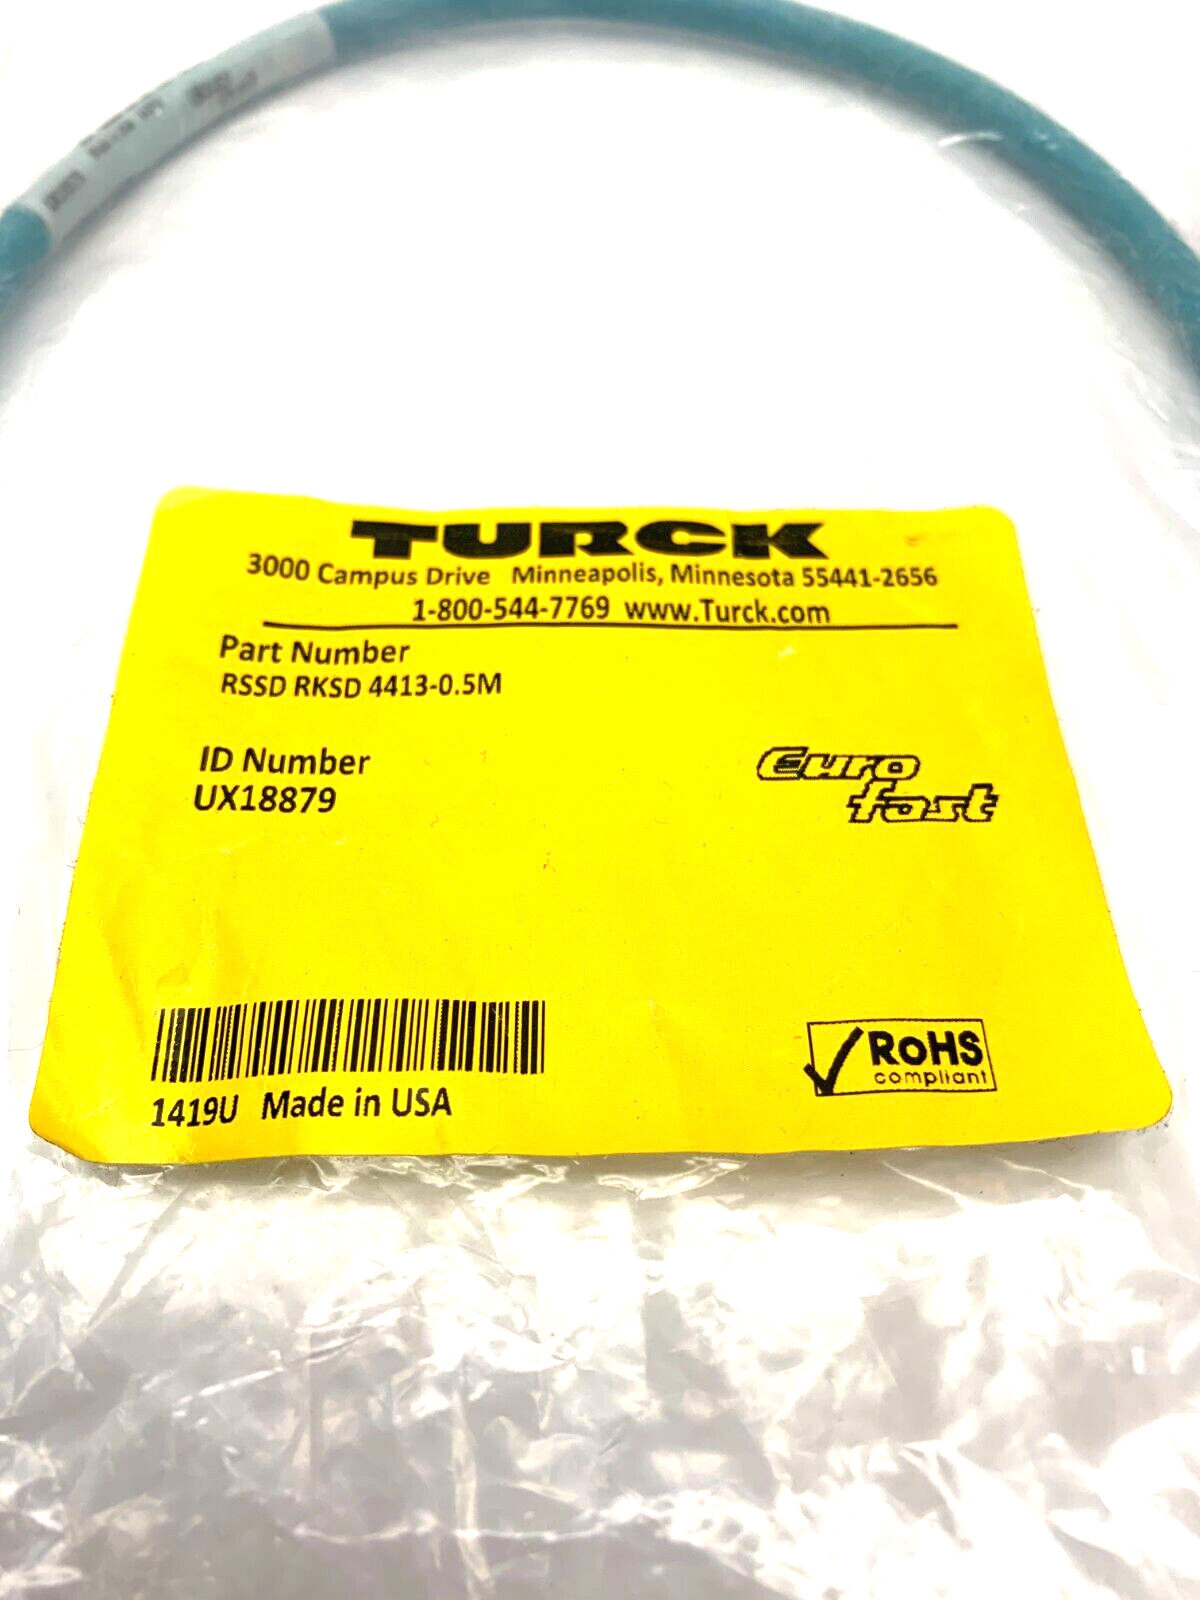 TURCK
3000 Campus Drive Minneapolis, Minnesota 55441-2656
1-800-544-7769 www.Turck.com
Part Number
RSSD RKSD 4413-0.5M
ID Number
UX18879
Euro
fast
RoHS
compliant
1419U Made in USA